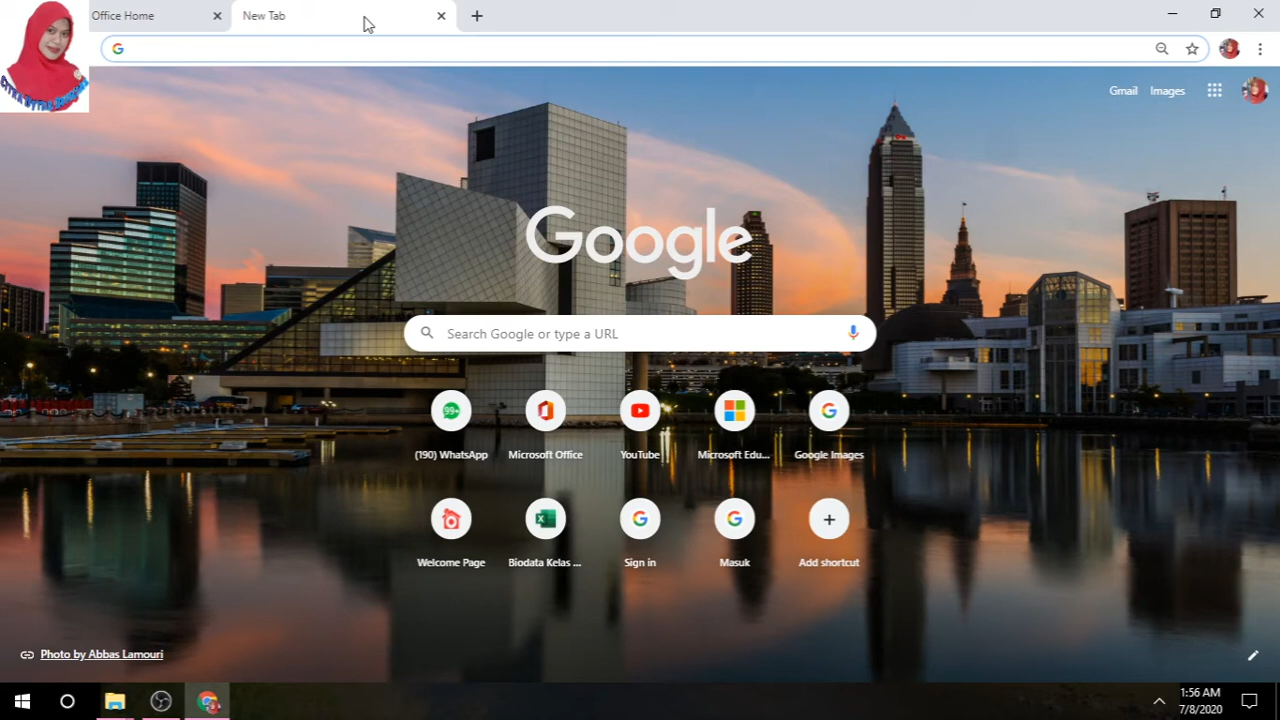 Office Home
New Tab
Gmail
Images
Google
Search Google or type a URL
99+
(190) WhatsApp
Microsoft Office
YouTube
Microsoft Edu...
Google Images
Welcome Page
Biodata Kelas ...
Sign in
Masuk
Add shortcut
Photo by Abbas Lamouri
1:56 AM
7/8/2020